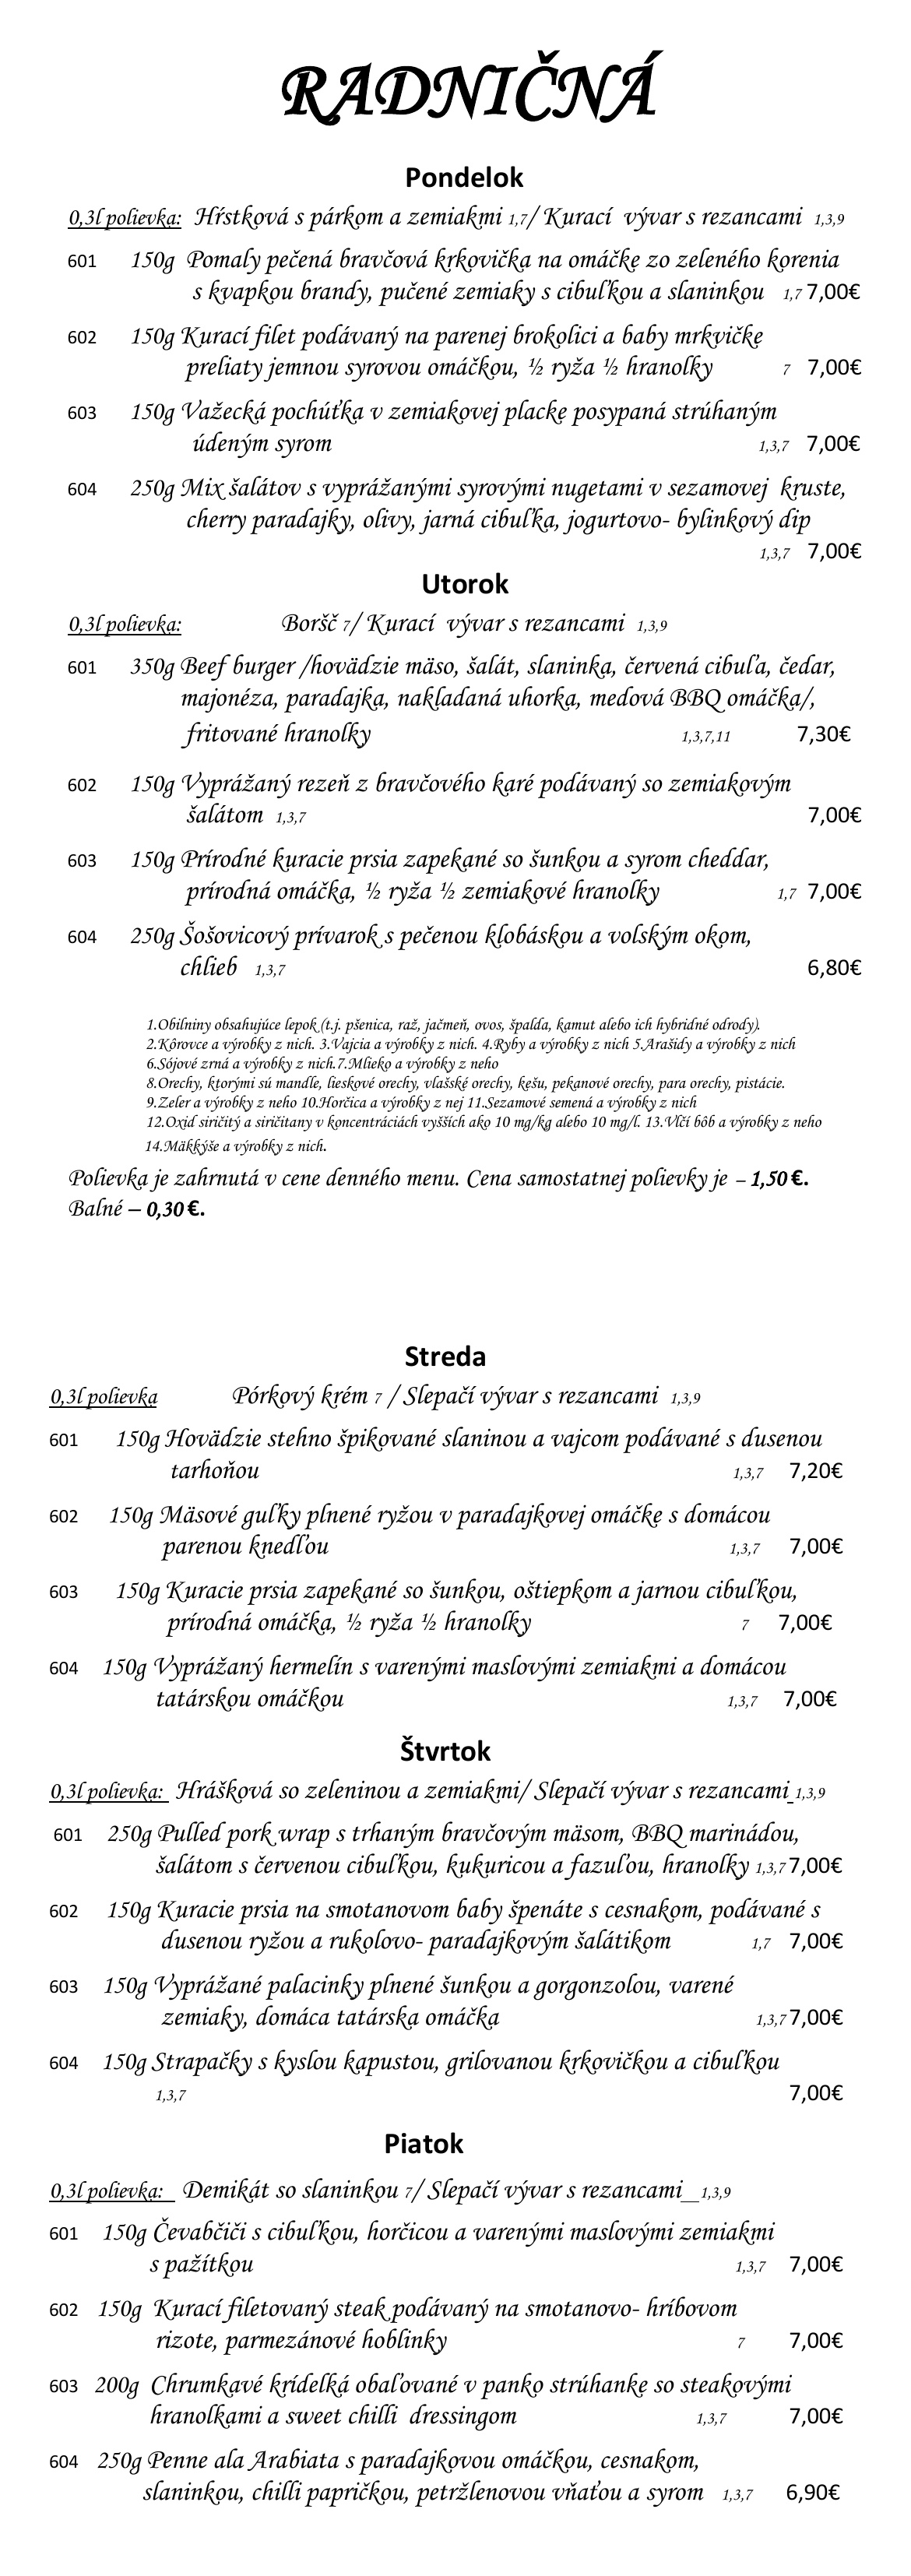 RADNIČNÁ
Pondelok
0,3l polievka: Hŕstková s párkom a zemiakmi 1,7/ Kurací vývar s rezancami 1,3,9
601 150g Pomaly pečená bravčová krkovička na omáčke zo zeleného korenia
s kvapkou brandy, pučené zemiaky s cibuľkou a slaninkou 1,7 7,00€
602 150g Kurací filet podávaný na parenej brokolici a baby mrkvičke
preliaty jemnou syrovou omáčkou, ½ ryža ½ hranolky 7 7,00€
603 150g Važecká pochúťka v zemiakovej placke posypaná strúhaným
údeným syrom 1,3,7 7,00€
604 250g Mix šalátov s vyprážanými syrovými nugetami v sezamovej kruste,
cherry paradajky, olivy, jarná cibuľka, jogurtovo- bylinkový dip
1,3,7 7,00€
Utorok
0,3l polievka: Boršč 7/ Kurací vývar s rezancami 1,3,9
601 350g Beef burger /hovädzie mäso, šalát, slaninka, červená cibuľa, čedar,
majonéza, paradajka, nakladaná uhorka, medová BBQ omáčka/,
fritované hranolky 1,3,7,11 7,30€
602 150g Vyprážaný rezeň z bravčového karé podávaný so zemiakovým
šalátom 1,3,7 7,00€
603 150g Prírodné kuracie prsia zapekané so šunkou a syrom cheddar,
prírodná omáčka, ½ ryža ½ zemiakové hranolky 1,7 7,00€
604 250g Šošovicový prívarok s pečenou klobáskou a volským okom,
chlieb 1,3,7 6,80€
1.Obilniny obsahujúce lepok (t.j. pšenica, raž, jačmeň, ovos, špalda, kamut alebo ich hybridné odrody).
2.Kôrovce a výrobky z nich. 3.Vajcia a výrobky z nich. 4.Ryby a výrobky z nich 5.Arašidy a výrobky z nich
6.Sójové zrná a výrobky z nich.7.Mlieko a výrobky z neho
8.Orechy, ktorými sú mandle, lieskové orechy, vlašské orechy, kešu, pekanové orechy, para orechy, pistácie.
9.Zeler a výrobky z neho 10.Horčica a výrobky z nej 11.Sezamové semená a výrobky z nich
12.Oxid siričitý a siričitany v koncentráciách vyšších ako 10 mg/kg alebo 10 mg/l. 13.Vlčí bôb a výrobky z neho
14.Mäkkýše a výrobky z nich.
Polievka je zahrnutá v cene denného menu. Cena samostatnej polievky je – 1,50 €.
Balné – 0,30 €.
Streda
0,3l polievka Pórkový krém 7 / Slepačí vývar s rezancami 1,3,9
601 150g Hovädzie stehno špikované slaninou a vajcom podávané s dusenou
tarhoňou 1,3,7 7,20€
602 150g Mäsové guľky plnené ryžou v paradajkovej omáčke s domácou
parenou knedľou 1,3,7 7,00€
603 150g Kuracie prsia zapekané so šunkou, oštiepkom a jarnou cibuľkou,
prírodná omáčka, ½ ryža ½ hranolky 7 7,00€
604 150g Vyprážaný hermelín s varenými maslovými zemiakmi a domácou
tatárskou omáčkou 1,3,7 7,00€
Štvrtok
0,3l polievka: Hrášková so zeleninou a zemiakmi/ Slepačí vývar s rezancami 1,3,9
601 250g Pulled pork wrap s trhaným bravčovým mäsom, BBQ marinádou,
šalátom s červenou cibuľkou, kukuricou a fazuľou, hranolky 1,3,7 7,00€
602 150g Kuracie prsia na smotanovom baby špenáte s cesnakom, podávané s
dusenou ryžou a rukolovo- paradajkovým šalátikom 1,7 7,00€
603 150g Vyprážané palacinky plnené šunkou a gorgonzolou, varené
zemiaky, domáca tatárska omáčka 1,3,7 7,00€
604 150g Strapačky s kyslou kapustou, grilovanou krkovičkou a cibuľkou
1,3,7 7,00€
Piatok
0,3l polievka: Demikát so slaninkou 7/ Slepačí vývar s rezancami 1,3,9
601 150g Čevabčiči s cibuľkou, horčicou a varenými maslovými zemiakmi
s pažítkou 1,3,7 7,00€
602 150g Kurací filetovaný steak podávaný na smotanovo- hríbovom
rizote, parmezánové hoblinky 7 7,00€
603 200g Chrumkavé krídelká obaľované v panko strúhanke so steakovými
hranolkami a sweet chilli dressingom 1,3,7 7,00€
604 250g Penne ala Arabiata s paradajkovou omáčkou, cesnakom,
slaninkou, chilli papričkou, petržlenovou vňaťou a syrom 1,3,7 6,90€